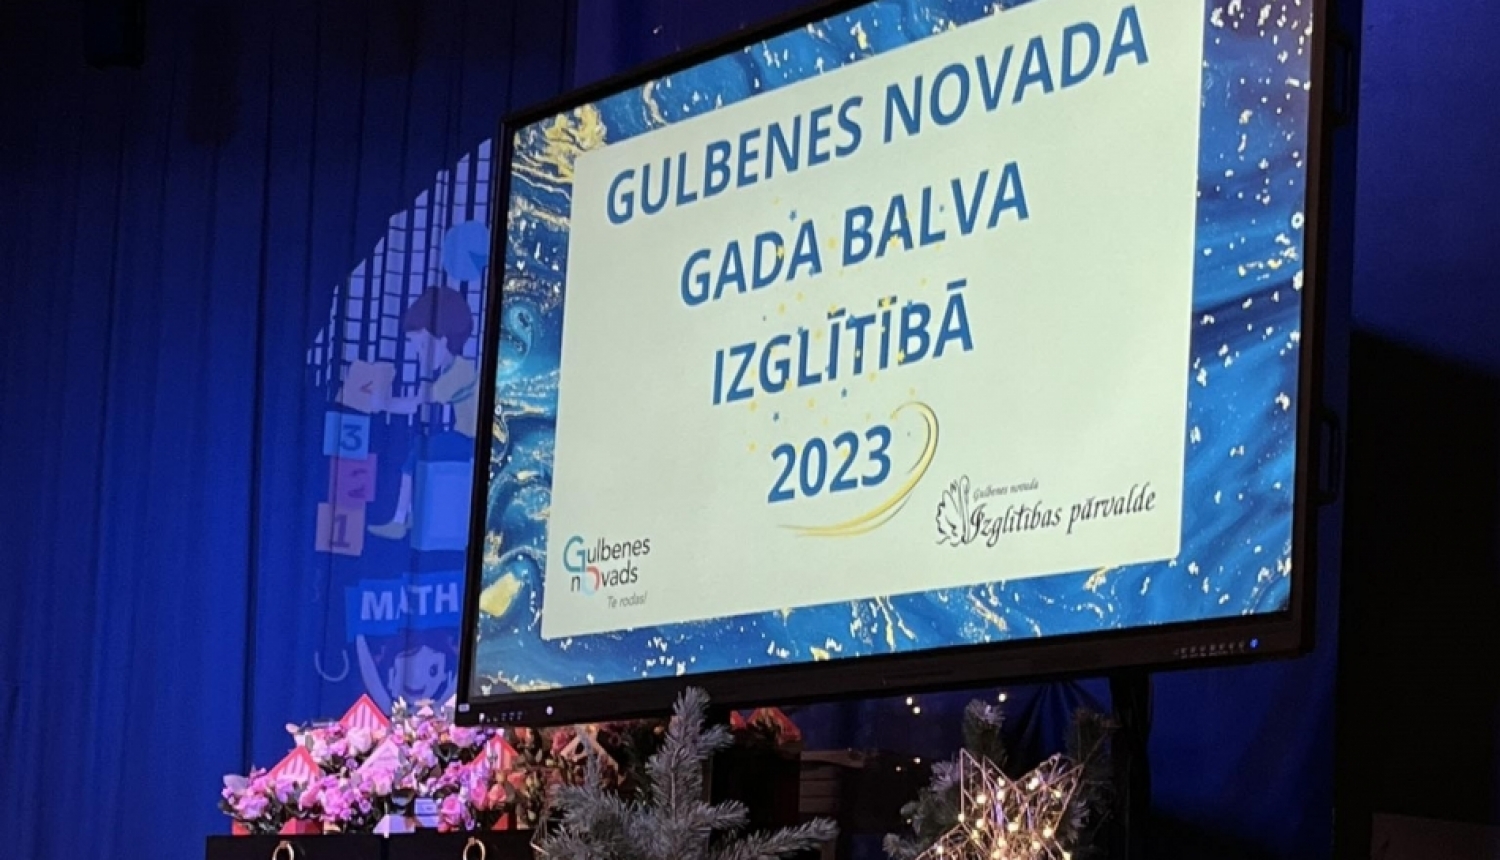 GULBENES NOVADA
GADA BALVA
IZGLĪTĪBĀ
2023
Gulbenes novada
Izglītības pārvalde
Gulbenes
nOvads
Te rodas!
3
2
1
MATH